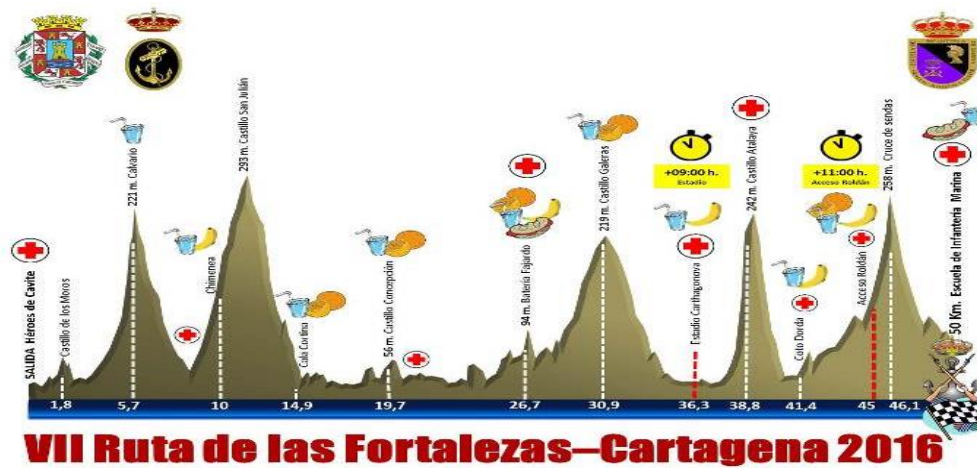 SALIDA Héroes de Cavite
Castillo de los Moros
221 m. Calvario
Chimenea
293 m. Castillo San Julián
Cala Cortina
56 m. Castillo Concepción
94 m. Batería Fajardo
219 m. Castillo Galeras
+09:00 h.
Estadio
Estadio Carthagonova
242 m. Castillo Atalaya
Coto Dorda
+11:00 h.
Acceso Roldán
Acceso Roldán
258 m. Cruce de sendas
50 Km. Escuela de Infantería Marina
1,8 5,7 10 14,9 19,7 26,7 30,9 36,3 38,8 41,4 45 46,1
VII Ruta de las Fortalezas–Cartagena 2016